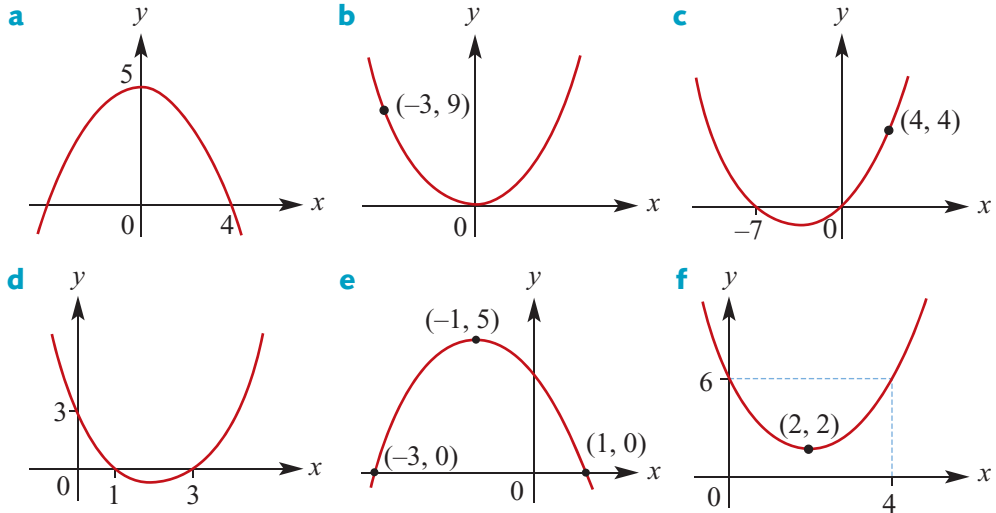 a
y
5
0
4
x
b
y
(–3, 9)
0
x
c
y
(4, 4)
–7
0
x
d
y
3
0
1
3
x
e
y
(–1, 5)
(–3, 0)
(1, 0)
0
x
f
y
6
(2, 2)
0
4
x